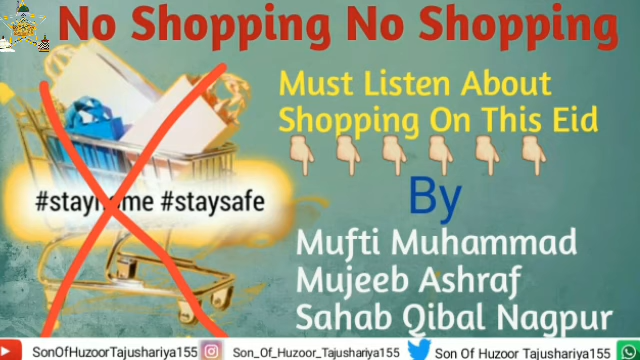 No Shopping No Shopping
Must Listen About
Shopping On This Eid
👇🏻 👇🏻 👇🏻 👇🏻 👇🏻 👇🏻
#stayhome #staysafe
By
Mufti Muhammad
Mujeeb Ashraf
Sahab Qibal Nagpur
SonOfHuzoorTajushariya155 Son_Of_Huzoor_Tajushariya155 Son Of Huzoor Tajushariya155